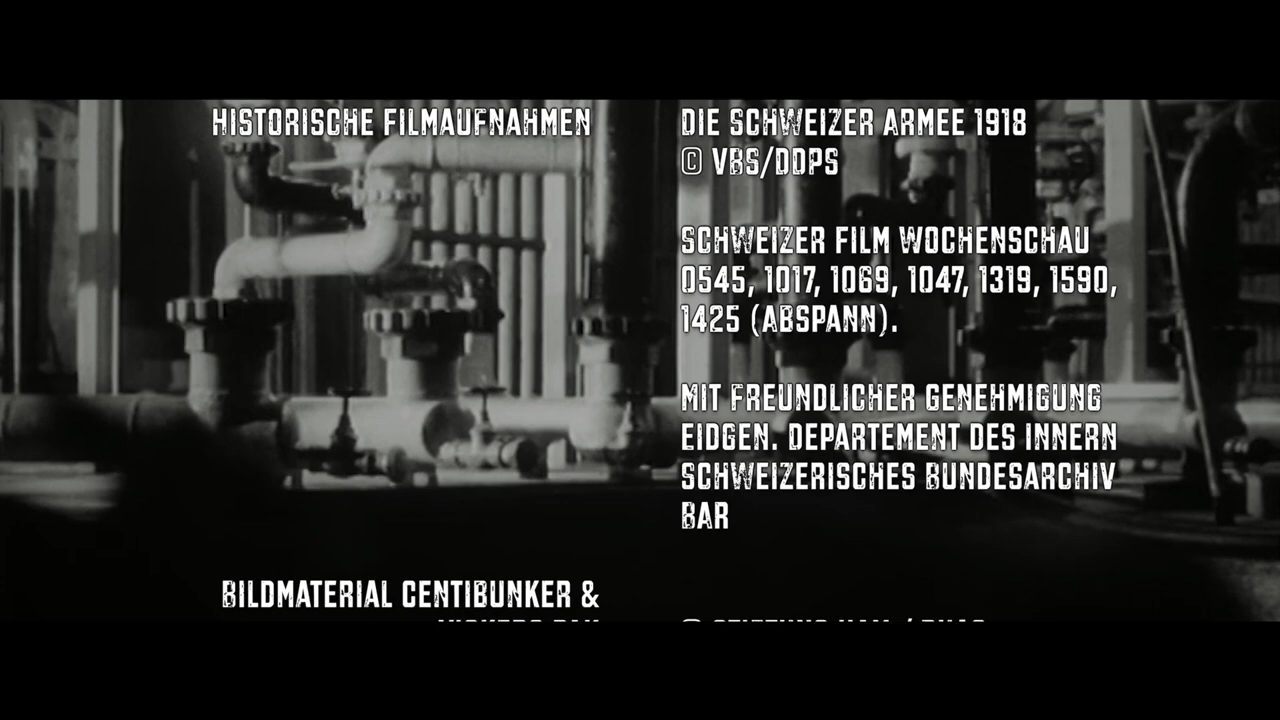 HISTORISCHE FILMAUFNAHMEN
DIE SCHWEIZER ARMEE 1918
© VBS/DDPS
SCHWEIZER FILM WOCHENSCHAU
0545, 1017, 1069, 1047, 1319, 1590,
1425 (ABSPANN).
MIT FREUNDLICHER GENEHMIGUNG
EIDGEN. DEPARTEMENT DES INNERN
SCHWEIZERISCHES BUNDESARCHIV
BAR
BILDMATERIAL CENTIBUNKER &